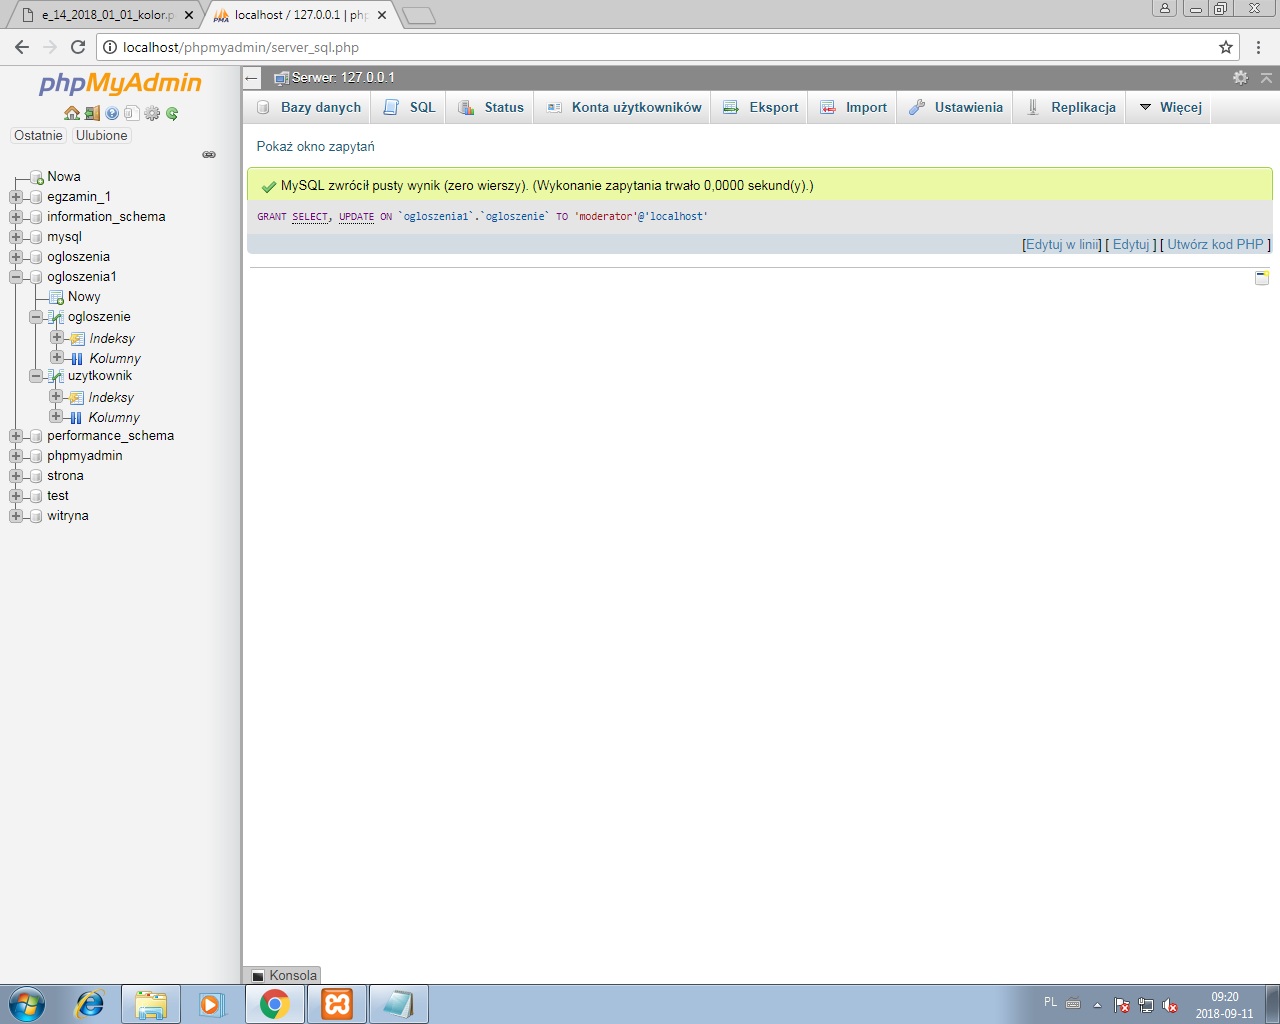 e_14_2018_01_01_kolor.p
localhost / 127.0.0.1 | php
localhost/phpmyadmin/server_sql.php
phpMyAdmin
Ostatnie Ulubione
Nowa
egzamin_1
information_schema
mysql
ogloszenia
ogloszenia1
Nowy
ogloszenie
Indeksy
Kolumny
uzytkownik
Indeksy
Kolumny
performance_schema
phpmyadmin
strona
test
witryna
Serwer: 127.0.0.1
Bazy danych SQL Status Konta użytkowników Eksport Import Ustawienia Replikacja Więcej
Pokaż okno zapytań
MySQL zwrócił pusty wynik (zero wierszy). (Wykonanie zapytania trwało 0,0000 sekund(y).)
GRANT SELECT, UPDATE ON `ogloszenia1`.`ogloszenie` TO 'moderator'@'localhost'
[Edytuj w linii] [ Edytuj ] [ Utwórz kod PHP ]
Konsola
PL
09:20
2018-09-11